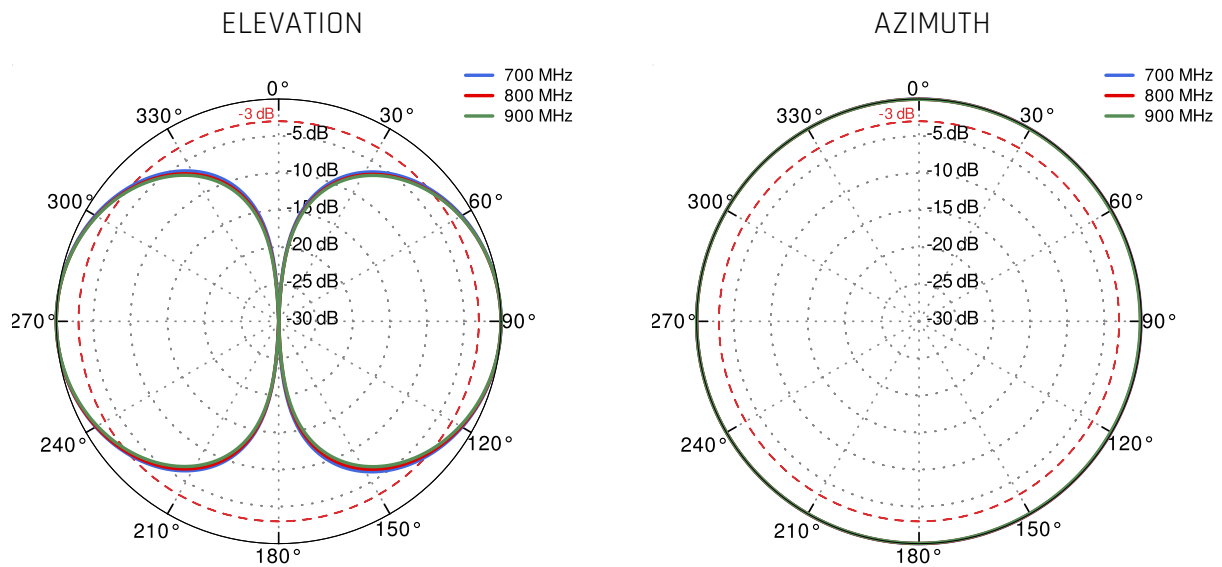 ELEVATION
700 MHz
800 MHz
900 MHz
0°
30°
60°
90°
120°
150°
180°
210°
240°
270°
300°
330°
-3 dB
-5 dB
-10 dB
-15 dB
-20 dB
-25 dB
-30 dB
AZIMUTH
700 MHz
800 MHz
900 MHz
0°
30°
60°
90°
120°
150°
180°
210°
240°
270°
300°
330°
-3 dB
-5 dB
-10 dB
-15 dB
-20 dB
-25 dB
-30 dB